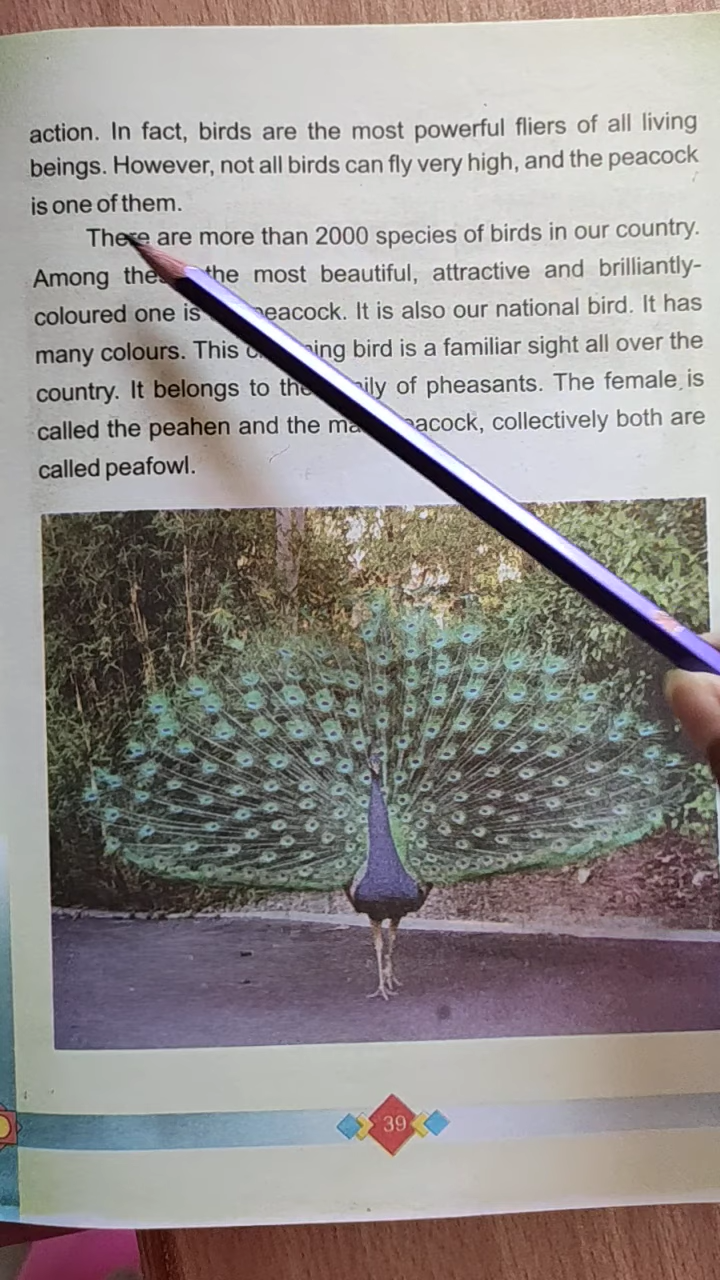 action. In fact, birds are the most powerful fliers of all living
beings. However, not all birds can fly very high, and the peacock
is one of them.
There are more than 2000 species of birds in our country.
Among the most beautiful, attractive and brilliantly-
coloured one is peacock. It is also our national bird. It has
many colours. This bird is a familiar sight all over the
country. It belongs to the of pheasants. The female is
called the peahen and the peacock, collectively both are
called peafowl.
39